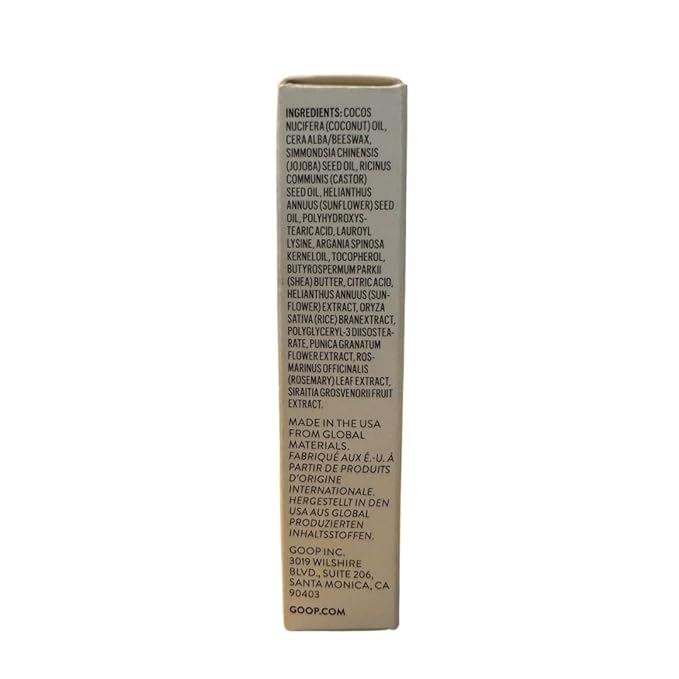 INGREDIENTS: COCOS
NUCIFERA (COCONUT) OIL,
CERA ALBA/BEESWAX,
SIMMONDSIA CHINENSIS
(JOJOBA) SEED OIL, RICINUS
COMMUNIS (CASTOR)
SEED OIL, HELIANTHUS
ANNUUS (SUNFLOWER) SEED
OIL, POLYHYDROXYS-
TEARIC ACID, LAUROYL
LYSINE, ARGANIA SPINOSA
KERNELOIL, TOCOPHEROL,
BUTYROSPERMUM PARKII
(SHEA) BUTTER, CITRIC ACID,
HELIANTHUS ANNUUS (SUN-
FLOWER) EXTRACT, ORYZA
SATIVA (RICE) BRANEXTRACT,
POLYGLYCERYL-3 DIISOSTEA-
RATE, PUNICA GRANATUM
FLOWER EXTRACT, ROS-
MARINUS OFFICINALIS
(ROSEMARY) LEAF EXTRACT,
SIRAITIA GROSVENORII FRUIT
EXTRACT.
MADE IN THE USA
FROM GLOBAL
MATERIALS.
FABRIQUÉ AUX É.-U. À
PARTIR DE PRODUITS
D'ORIGINE
INTERNATIONALE.
HERGESTELLT IN DEN
USA AUS GLOBAL
PRODUZIERTEN
INHALTSSTOFFEN.
GOOP INC.
3019 WILSHIRE
BLVD., SUITE 206,
SANTA MONICA, CA
90403
GOOP.COM